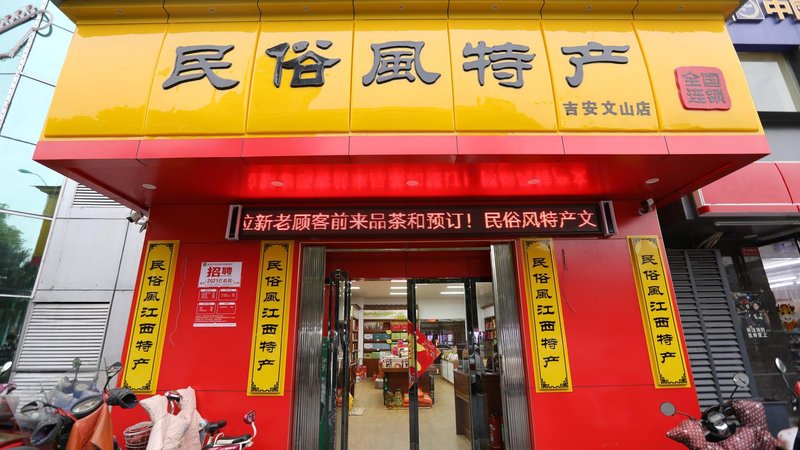 民俗風特产
全国
连锁
吉安文山店
位新老顾客前来品茶和预订！民俗风特产文
民俗風江西特产
招聘
民俗風江西特产
民俗風江西特产
民俗風江西特产
中国